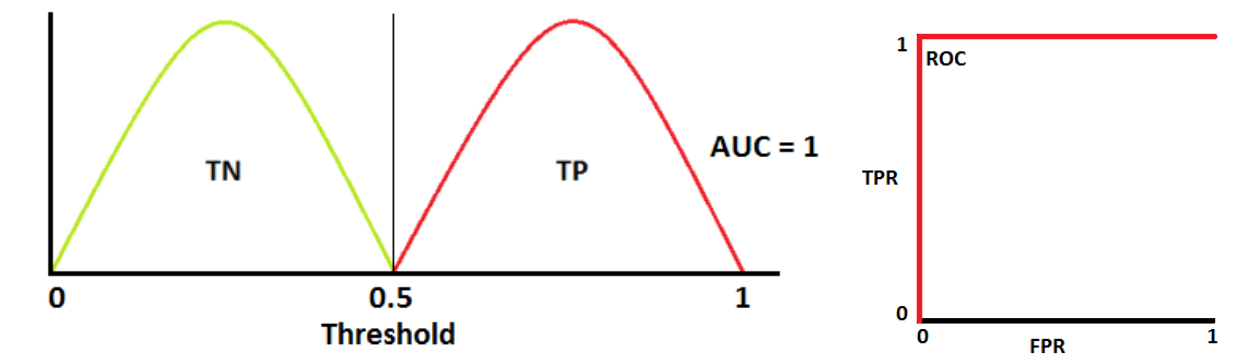 TN
TP
AUC = 1
0
0.5
1
Threshold
1
ROC
TPR
0
0
1
FPR